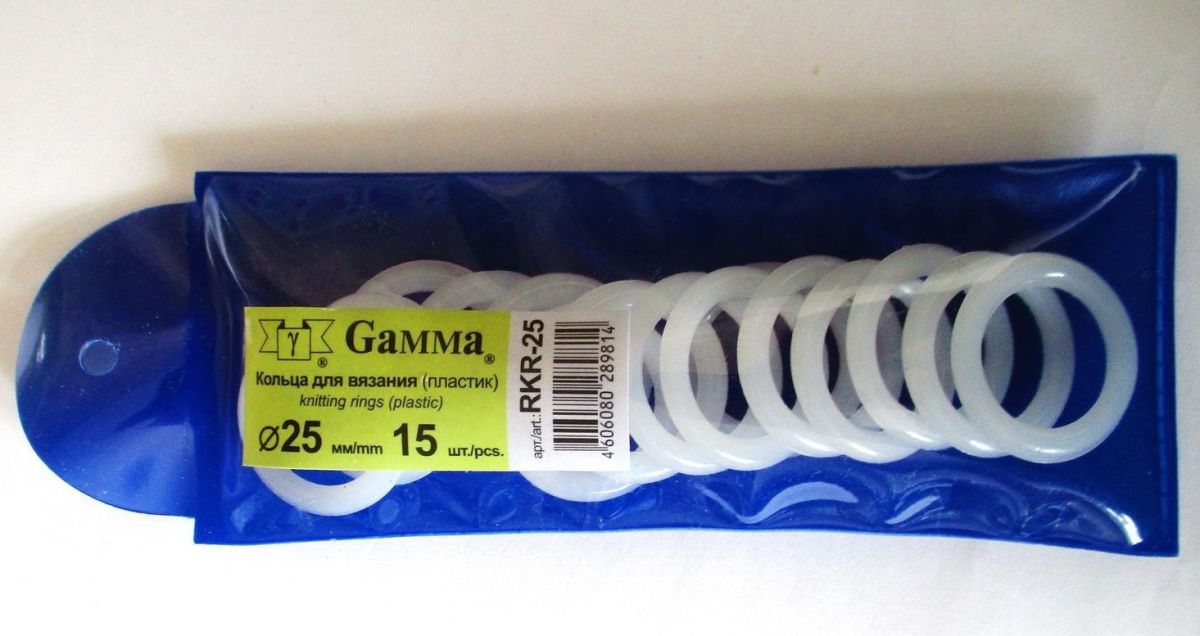 γ
®
Gamma®
Кольца для вязания (пластик)
knitting rings (plastic)
⌀25 мм/mm 15 шт./pcs.
арт./art.: RKR-25
4 606080 289814